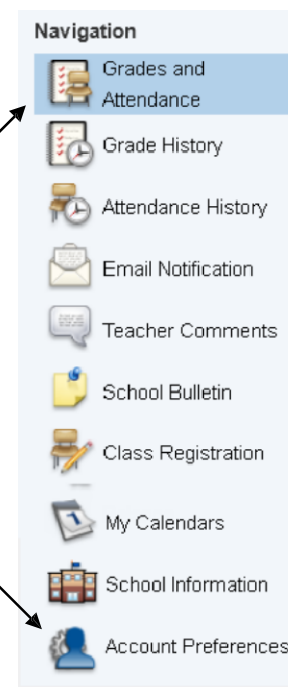 Navigation
Grades and
Attendance
Grade History
Attendance History
Email Notification
Teacher Comments
School Bulletin
Class Registration
1
My Calendars
School Information
Account Preferences